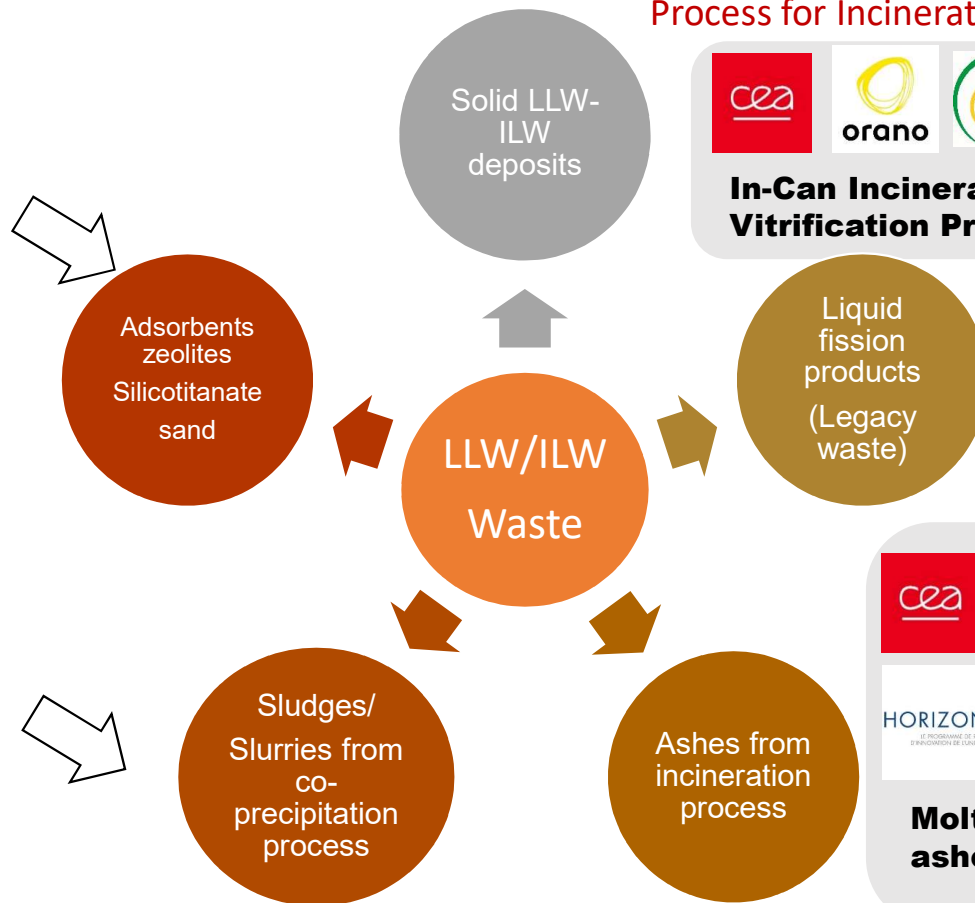 Process for Incinerat
Solid LLW-
ILW
deposits
cea
orano
In-Can Incinera
Vitrification Pr
Adsorbents
zeolites
Silicotitanate
sand
Liquid
fission
products
(Legacy
waste)
LLW/ILW
Waste
cea
HORIZON
Sludges/
Slurries from
co-
precipitation
process
Ashes from
incineration
process
Molt
ashe